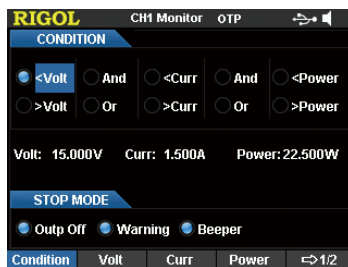 RIGOL CH1 Monitor OTP
CONDITION
<Volt And <Curr And <Power
>Volt Or >Curr Or >Power
Volt: 15.000V Curr: 1.500A Power: 22.500W
STOP MODE
Outp Off Warning Beeper
Condition Volt Curr Power ⇨1/2